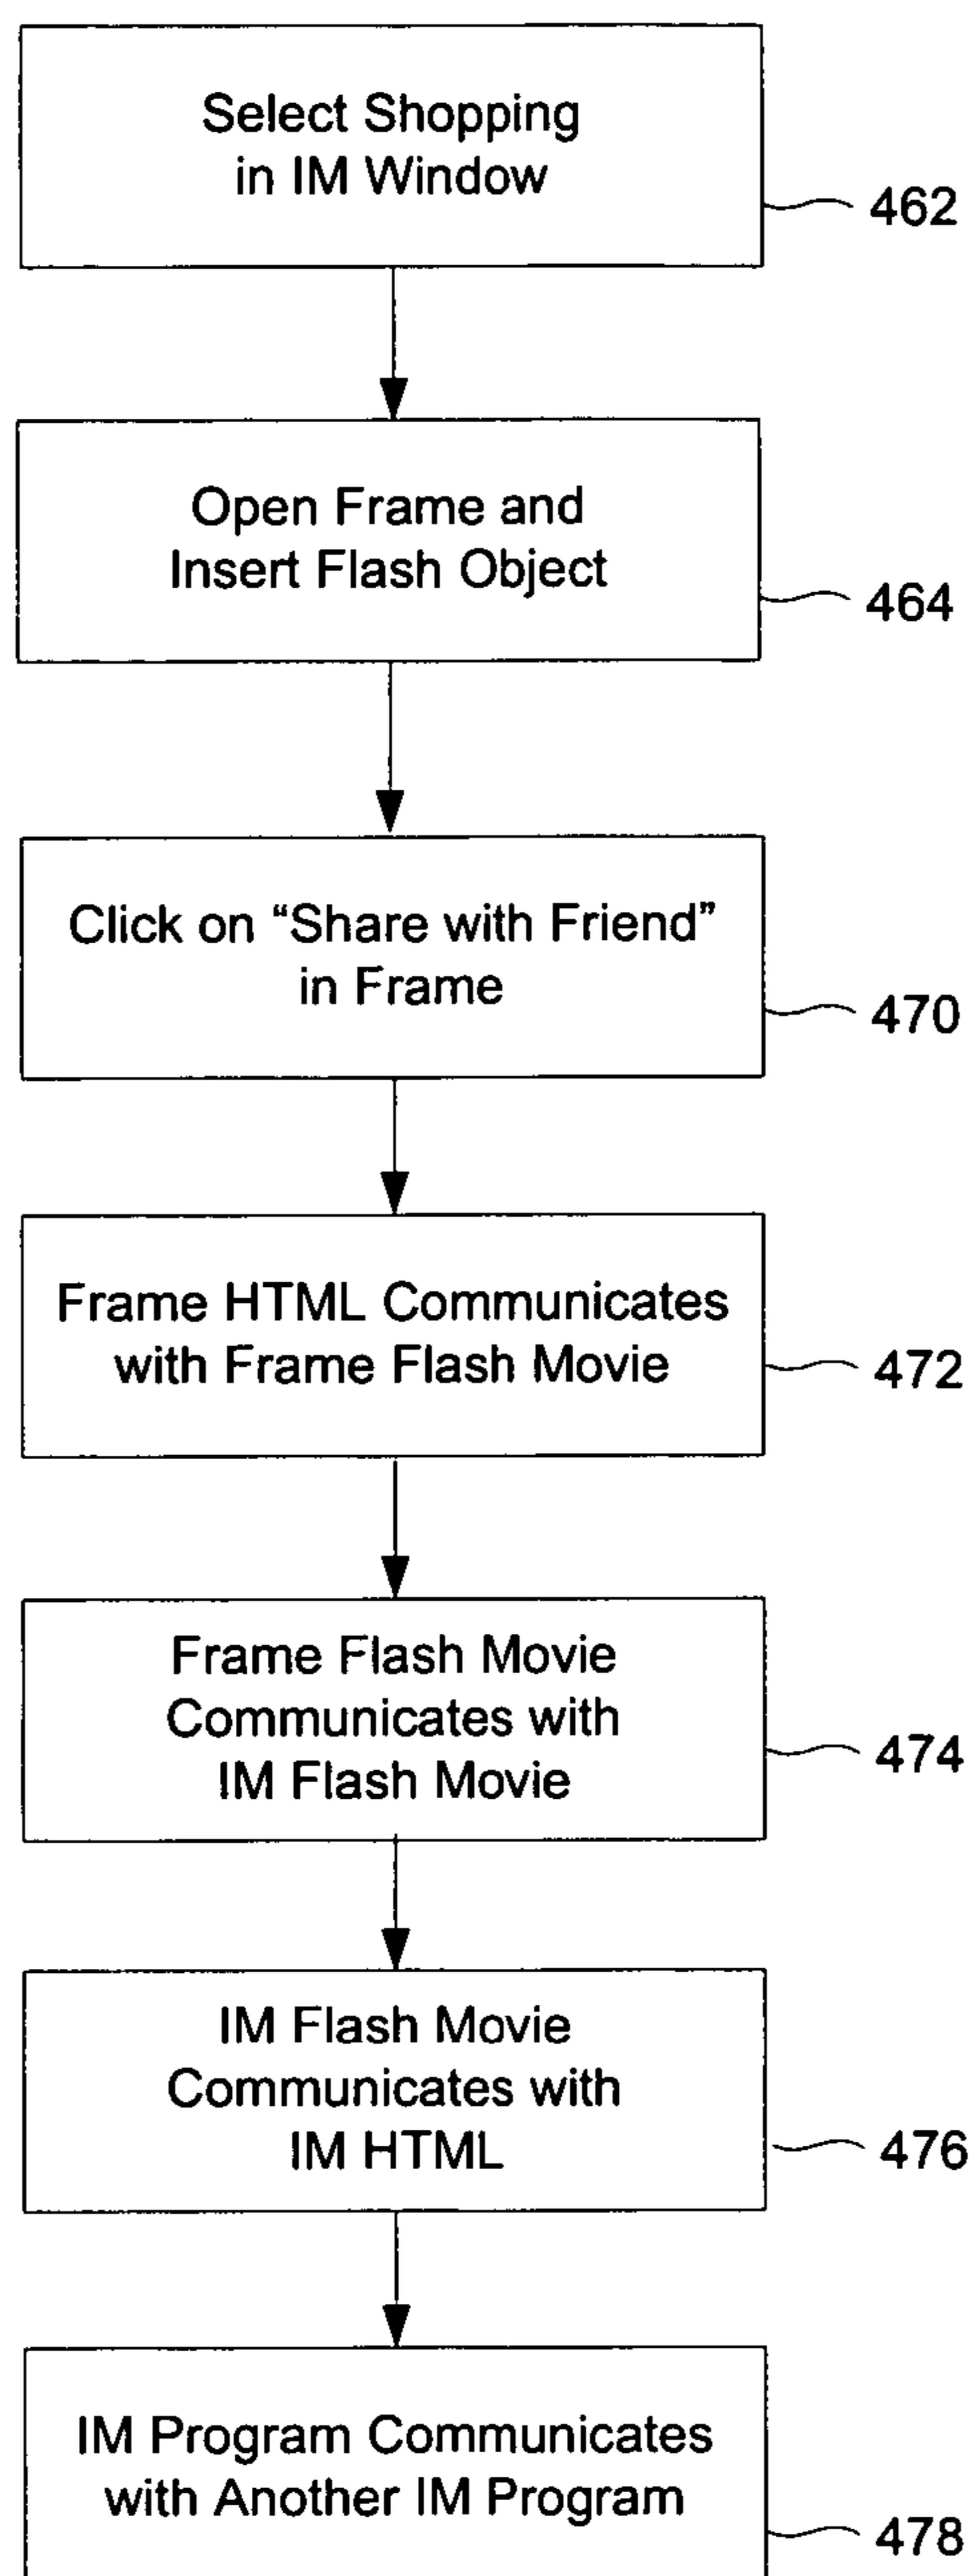 Select Shopping
in IM Window
462
Open Frame and
Insert Flash Object
464
Click on “Share with Friend”
in Frame
470
Frame HTML Communicates
with Frame Flash Movie
472
Frame Flash Movie
Communicates with
IM Flash Movie
474
IM Flash Movie
Communicates with
IM HTML
476
IM Program Communicates
with Another IM Program
478